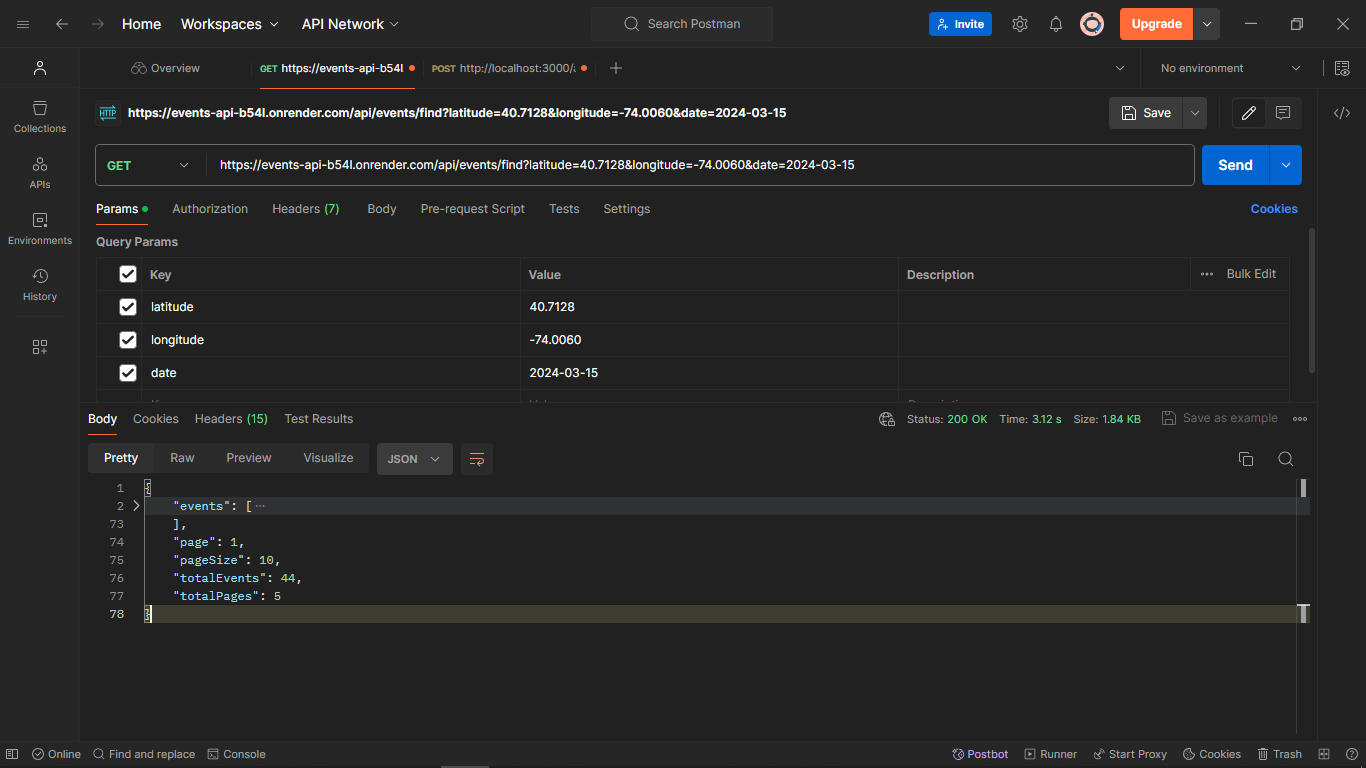 Home Workspaces API Network Search Postman Invite Upgrade
Overview GET https://events-api-b54l POST http://localhost:3000/ No environment
HTTP https://events-api-b54l.onrender.com/api/events/find?latitude=40.7128&longitude=-74.0060&date=2024-03-15 Save
GET https://events-api-b54l.onrender.com/api/events/find?latitude=40.7128&longitude=-74.0060&date=2024-03-15 Send
Params Authorization Headers (7) Body Pre-request Script Tests Settings Cookies
Query Params
Key Value Description Bulk Edit
latitude 40.7128
longitude -74.0060
date 2024-03-15
Collections
APIs
Environments
History
Body Cookies Headers (15) Test Results Status: 200 OK Time: 3.12 s Size: 1.84 KB Save as example
Pretty Raw Preview Visualize JSON
1 {
2 "events": [ ···
73 ],
74 "page": 1,
75 "pageSize": 10,
76 "totalEvents": 44,
77 "totalPages": 5
78 }
Online Find and replace Console Postbot Runner Start Proxy Cookies Trash